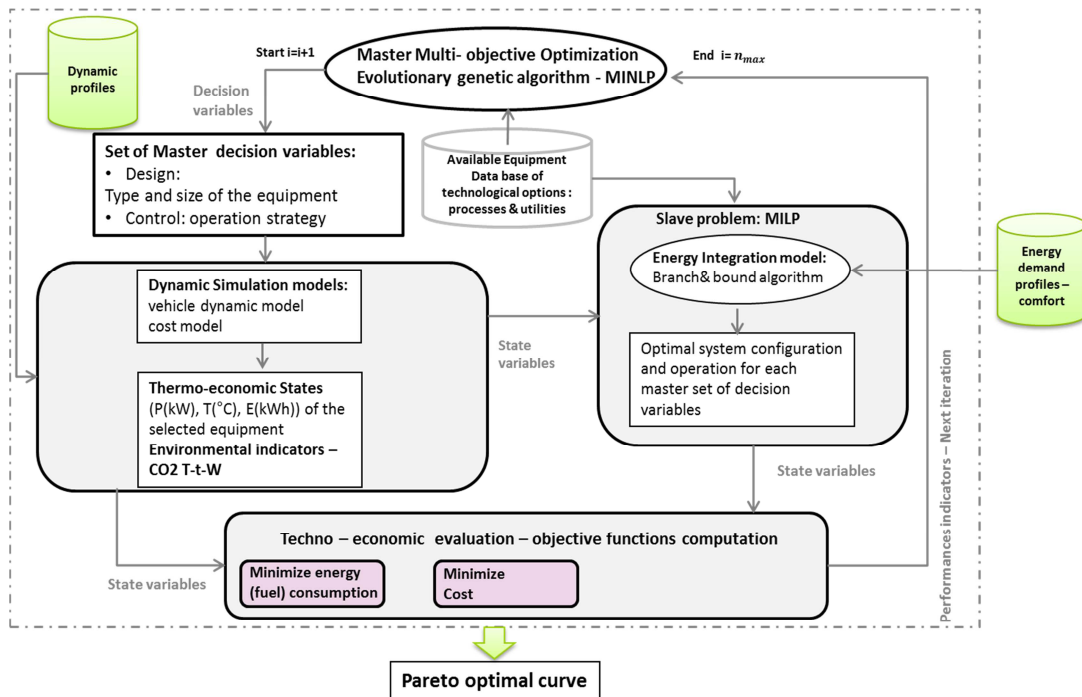 Dynamic
profiles
Start i=i+1
Master Multi- objective Optimization
Evolutionary genetic algorithm - MINLP
End i= n_max
Decision
variables
Set of Master decision variables:
• Design:
Type and size of the equipment
• Control: operation strategy
Available Equipment
Data base of
technological options :
processes & utilities
Slave problem: MILP
Energy Integration model:
Branch& bound algorithm
Energy
demand
profiles –
comfort
Dynamic Simulation models:
vehicle dynamic model
cost model
State
variables
Optimal system configuration
and operation for each
master set of decision
variables
Thermo-economic States
(P(kW), T(°C), E(kWh)) of the
selected equipment
Environmental indicators –
CO2 T-t-W
State variables
Performances indicators – Next iteration
Techno – economic evaluation – objective functions computation
State variables
Minimize energy
(fuel) consumption
Minimize
Cost
Pareto optimal curve